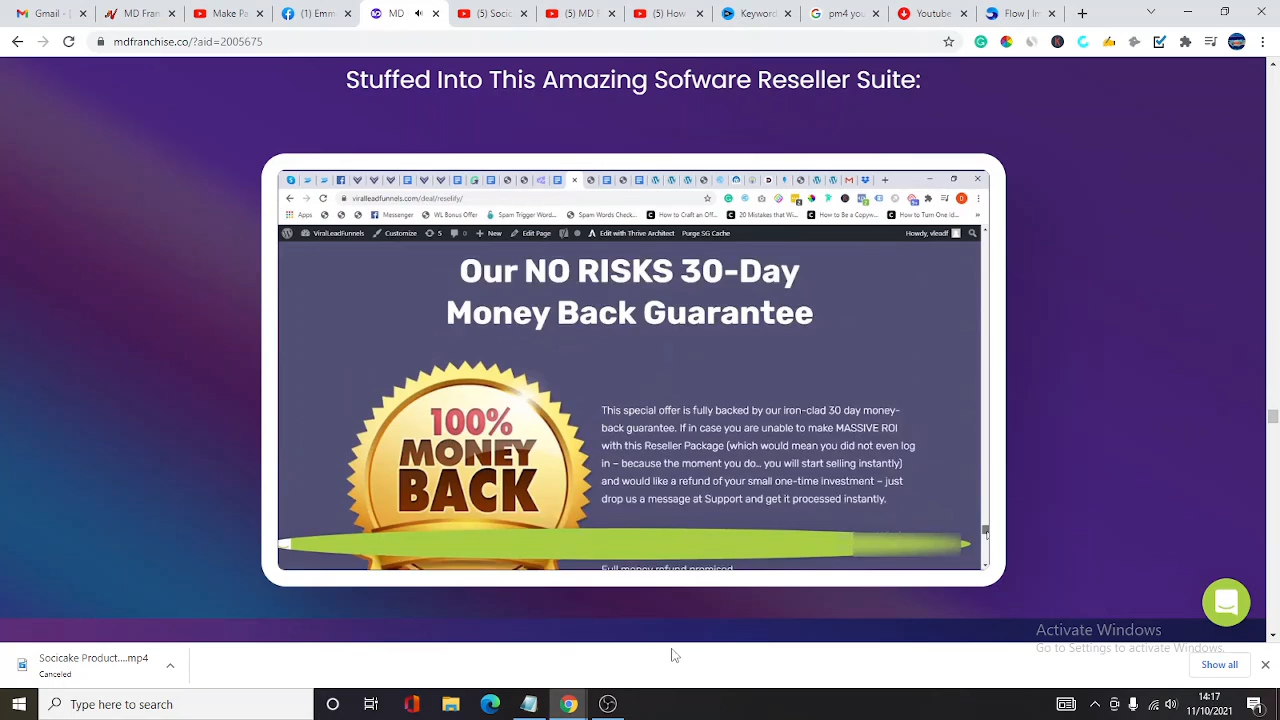 Gmail - [
MD Fran
Make Pa
(1) Emm
MD
(5) Socic
(5) MD F
(5) How
Keyword
pm4 you
Youtube
Flow | Im
mdfranchise.co/?aid=2005675
Stuffed Into This Amazing Sofware Reseller Suite:
viralleadfunnels.com/deal/reselify/
Apps
Messenger
WL Bonus Offer
Spam Trigger Word...
Spam Words Check...
How to Craft an Off...
20 Mistakes that Wi...
How to Be a Copyw...
How to Turn One Id...
ViralLeadFunnels
Customize
5
0
New
Edit Page
Edit with Thrive Architect
Purge SG Cache
Howdy, vleadf
Our NO RISKS 30-Day
Money Back Guarantee
100%
MONEY
BACK
This special offer is fully backed by our iron-clad 30 day money-
back guarantee. If in case you are unable to make MASSIVE ROI
with this Reseller Package (which would mean you did not even log
in – because the moment you do... you will start selling instantly)
and would like a refund of your small one-time investment – just
drop us a message at Support and get it processed instantly.
Full money refund promised
Activate Windows
Go to Settings to activate Windows.
Socicake Product....mp4
Canceled
Show all
Type here to search
14:17
11/10/2021